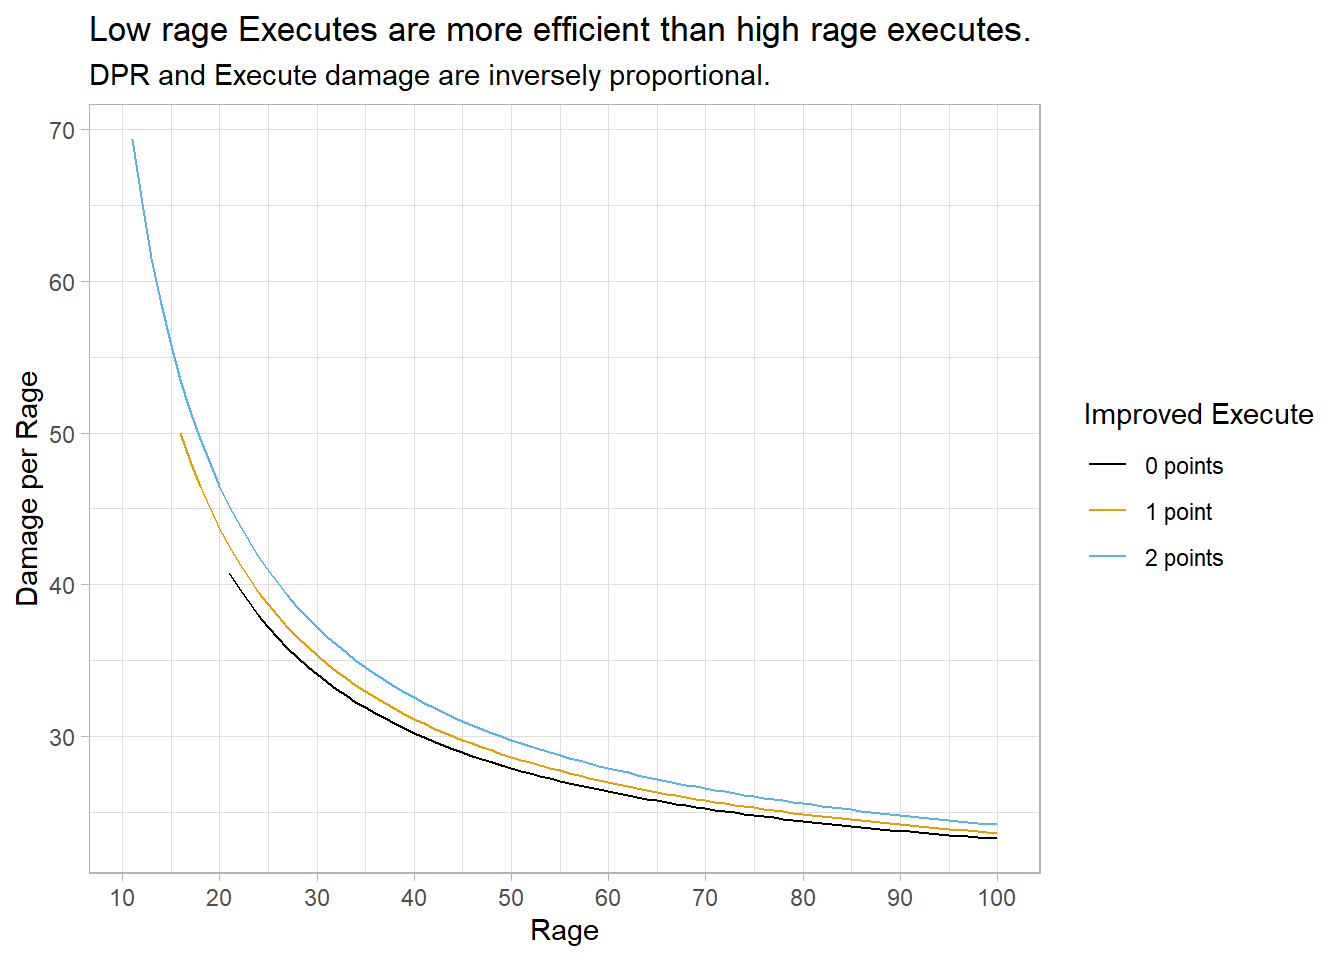 Low rage Executes are more efficient than high rage executes.
DPR and Execute damage are inversely proportional.
70
60
50
40
30
Damage per Rage
10 20 30 40 50 60 70 80 90 100
Rage
Improved Execute
0 points
1 point
2 points